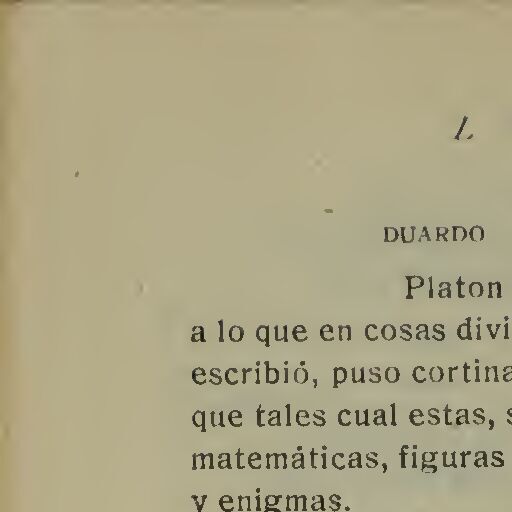 DUARDO
Platon
a lo que en cosas divi
escribió, puso cortina
que tales cual estas, s
matemáticas, figuras
y enigmas.